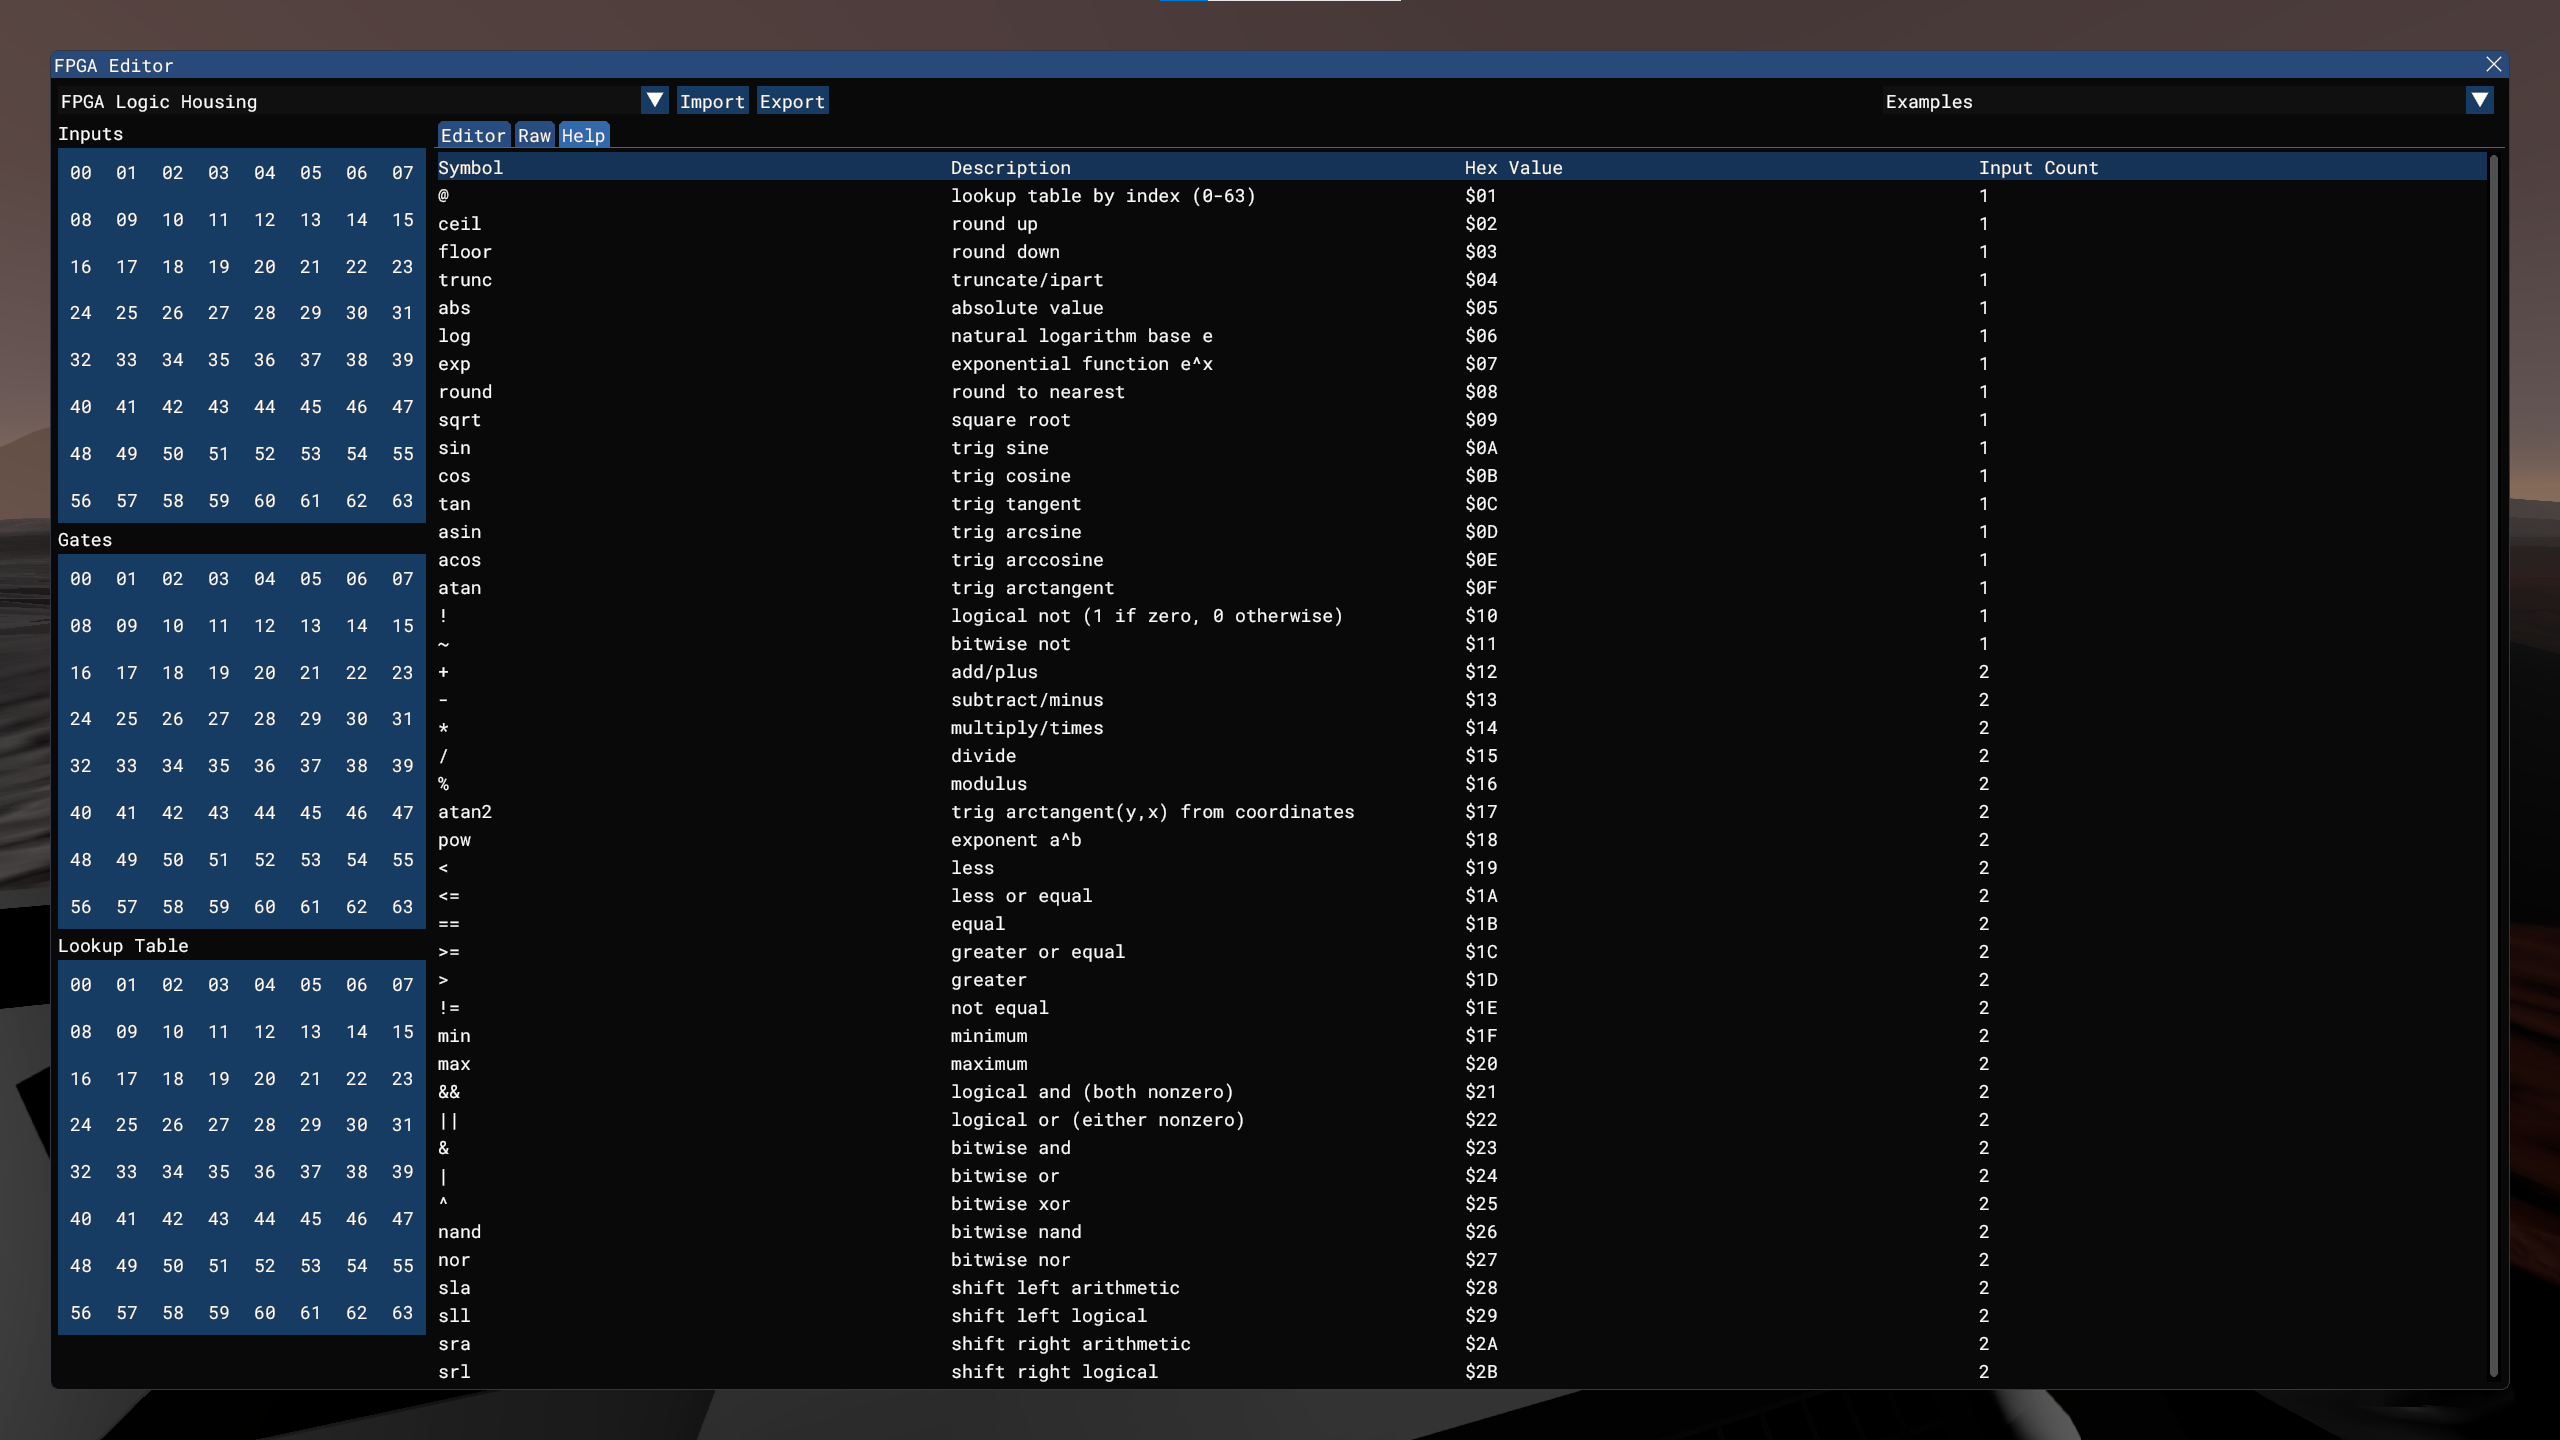 FPGA Editor
FPGA Logic Housing Import Export Examples
Inputs
00 01 02 03 04 05 06 07
08 09 10 11 12 13 14 15
16 17 18 19 20 21 22 23
24 25 26 27 28 29 30 31
32 33 34 35 36 37 38 39
40 41 42 43 44 45 46 47
48 49 50 51 52 53 54 55
56 57 58 59 60 61 62 63
Gates
00 01 02 03 04 05 06 07
08 09 10 11 12 13 14 15
16 17 18 19 20 21 22 23
24 25 26 27 28 29 30 31
32 33 34 35 36 37 38 39
40 41 42 43 44 45 46 47
48 49 50 51 52 53 54 55
56 57 58 59 60 61 62 63
Lookup Table
00 01 02 03 04 05 06 07
08 09 10 11 12 13 14 15
16 17 18 19 20 21 22 23
24 25 26 27 28 29 30 31
32 33 34 35 36 37 38 39
40 41 42 43 44 45 46 47
48 49 50 51 52 53 54 55
56 57 58 59 60 61 62 63
Editor Raw Help
Symbol Description Hex Value Input Count
@ lookup table by index (0-63) $01 1
ceil round up $02 1
floor round down $03 1
trunc truncate/ipart $04 1
abs absolute value $05 1
log natural logarithm base e $06 1
exp exponential function e^x $07 1
round round to nearest $08 1
sqrt square root $09 1
sin trig sine $0A 1
cos trig cosine $0B 1
tan trig tangent $0C 1
asin trig arcsine $0D 1
acos trig arccosine $0E 1
atan trig arctangent $0F 1
! logical not (1 if zero, 0 otherwise) $10 1
~ bitwise not $11 1
+ add/plus $12 2
- subtract/minus $13 2
* multiply/times $14 2
/ divide $15 2
% modulus $16 2
atan2 trig arctangent(y,x) from coordinates $17 2
pow exponent a^b $18 2
< less $19 2
<= less or equal $1A 2
== equal $1B 2
>= greater or equal $1C 2
> greater $1D 2
!= not equal $1E 2
min minimum $1F 2
max maximum $20 2
&& logical and (both nonzero) $21 2
|| logical or (either nonzero) $22 2
& bitwise and $23 2
| bitwise or $24 2
^ bitwise xor $25 2
nand bitwise nand $26 2
nor bitwise nor $27 2
sla shift left arithmetic $28 2
sll shift left logical $29 2
sra shift right arithmetic $2A 2
srl shift right logical $2B 2